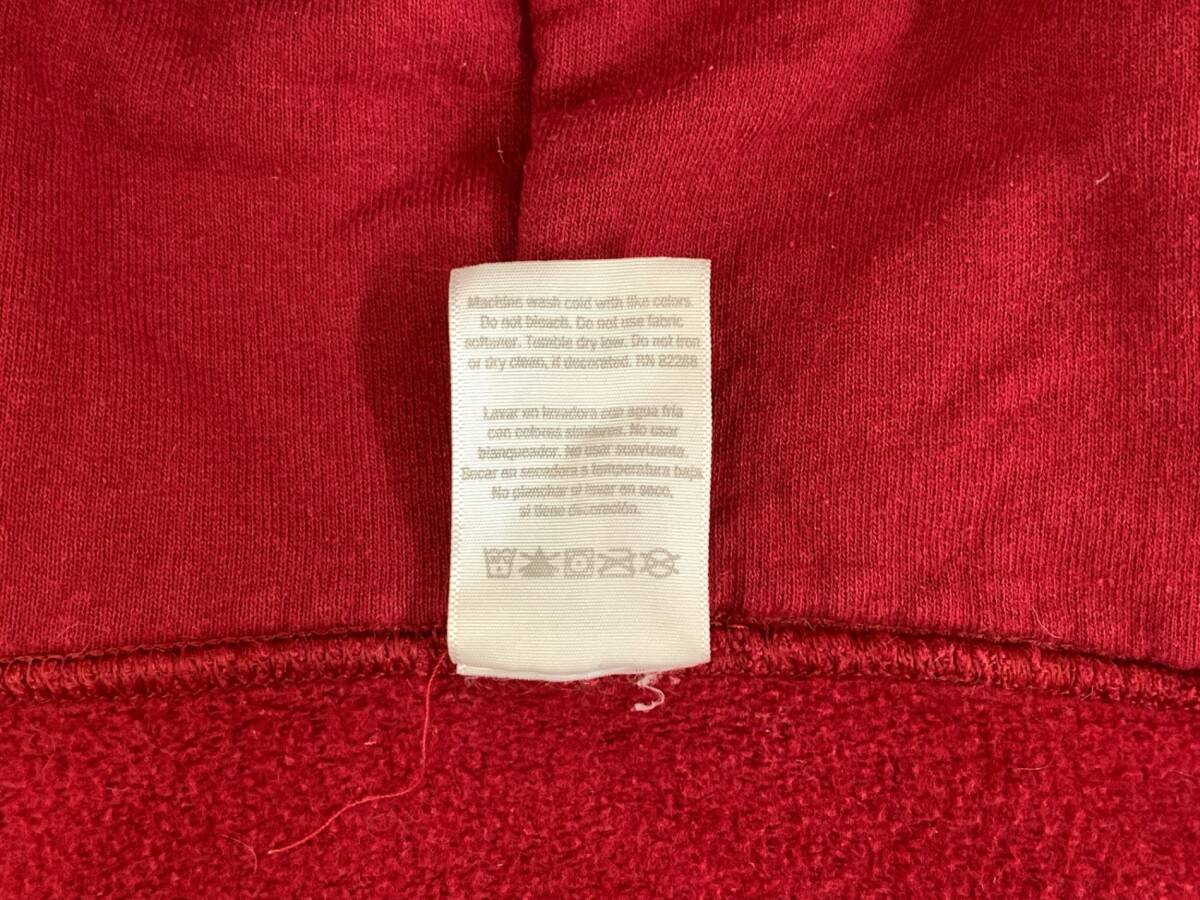 Machine wash cold with like colors.
Do not bleach. Do not use fabric
softener. Tumble dry low. Do not iron
or dry clean, if decorated. RN 82288
Lavar en lavadora con agua fria
con colores similares. No usar
blanqueador. No usar suavizante.
Secar en secadora a temperatura baja.
No planchar ni lavar en seco,
si tiene decoración.